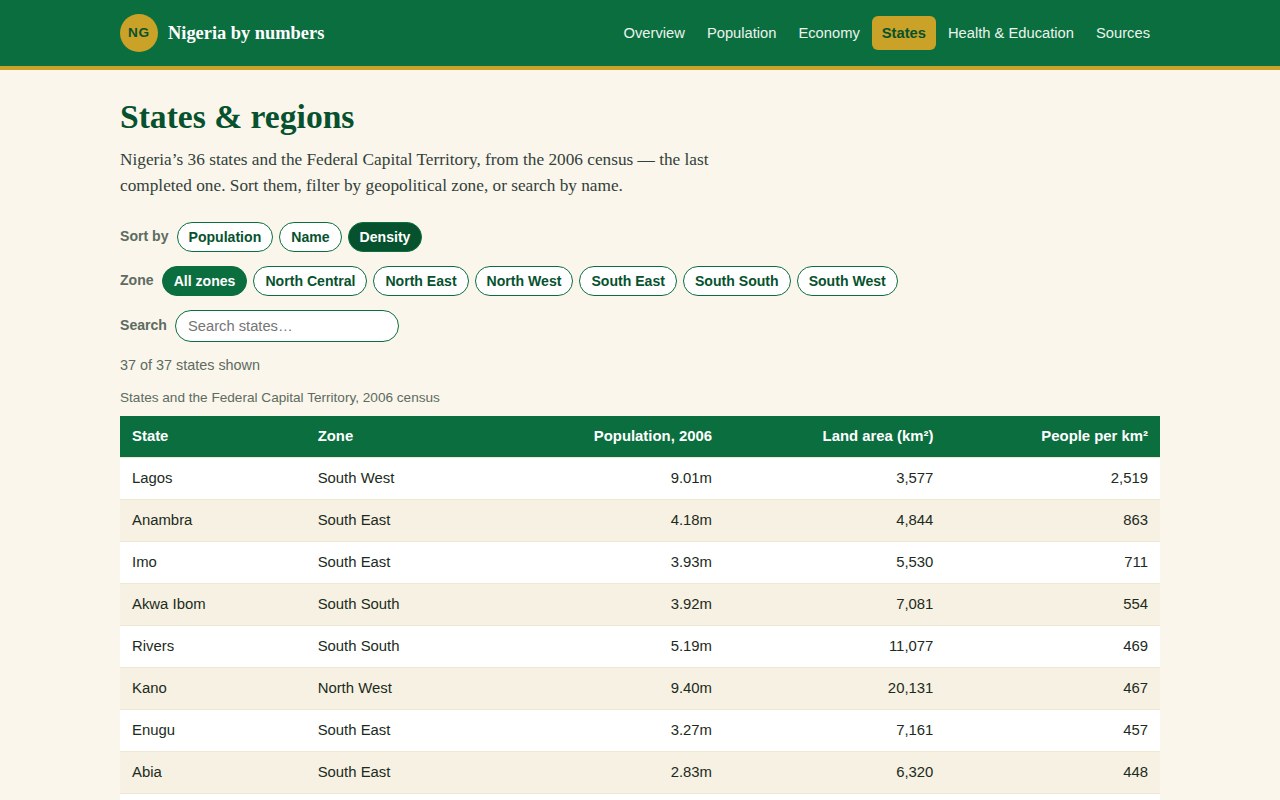 NG Nigeria by numbers Overview Population Economy States Health & Education Sources
States & regions
Nigeria’s 36 states and the Federal Capital Territory, from the 2006 census — the last
completed one. Sort them, filter by geopolitical zone, or search by name.
Sort by Population Name Density
Zone All zones North Central North East North West South East South South South West
Search Search states…
37 of 37 states shown
States and the Federal Capital Territory, 2006 census
State Zone Population, 2006 Land area (km²) People per km²
Lagos South West 9.01m 3,577 2,519
Anambra South East 4.18m 4,844 863
Imo South East 3.93m 5,530 711
Akwa Ibom South South 3.92m 7,081 554
Rivers South South 5.19m 11,077 469
Kano North West 9.40m 20,131 467
Enugu South East 3.27m 7,161 457
Abia South East 2.83m 6,320 448